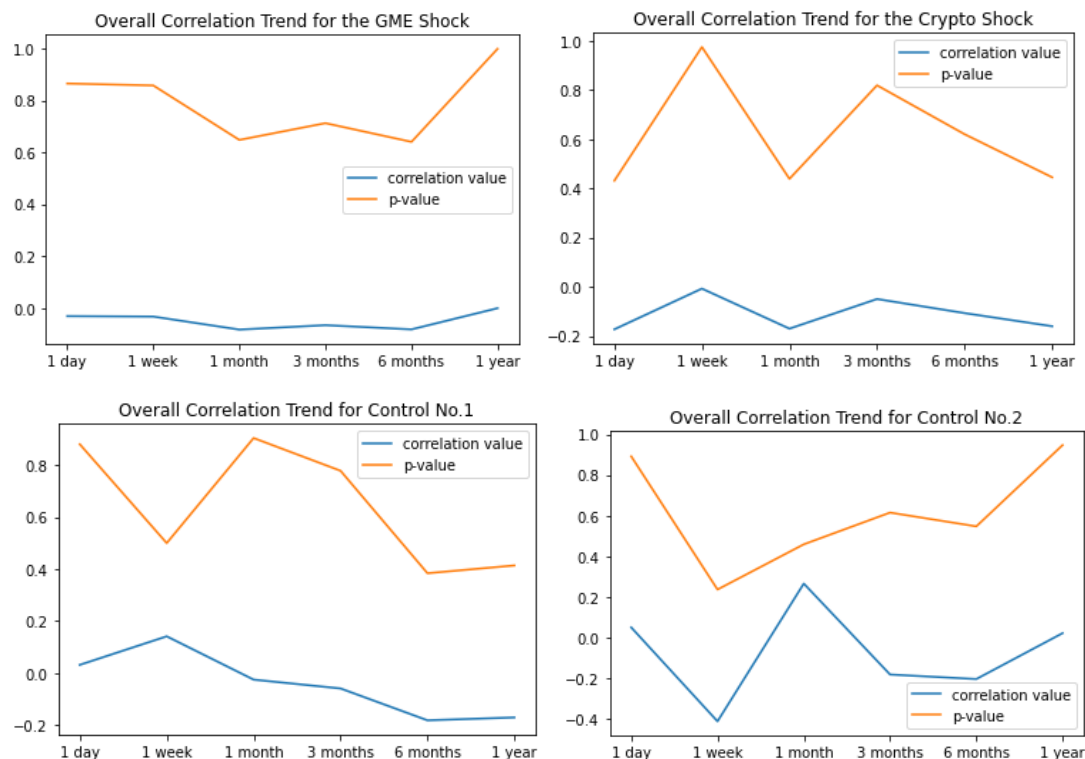 Overall Correlation Trend for the GME Shock
1.0
0.8
0.6
0.4
0.2
0.0
correlation value
p-value
1 day 1 week 1 month 3 months 6 months 1 year
Overall Correlation Trend for the Crypto Shock
1.0
0.8
0.6
0.4
0.2
0.0
−0.2
correlation value
p-value
1 day 1 week 1 month 3 months 6 months 1 year
Overall Correlation Trend for Control No.1
0.8
0.6
0.4
0.2
0.0
−0.2
correlation value
p-value
1 day 1 week 1 month 3 months 6 months 1 year
Overall Correlation Trend for Control No.2
1.0
0.8
0.6
0.4
0.2
0.0
−0.2
−0.4
correlation value
p-value
1 day 1 week 1 month 3 months 6 months 1 year